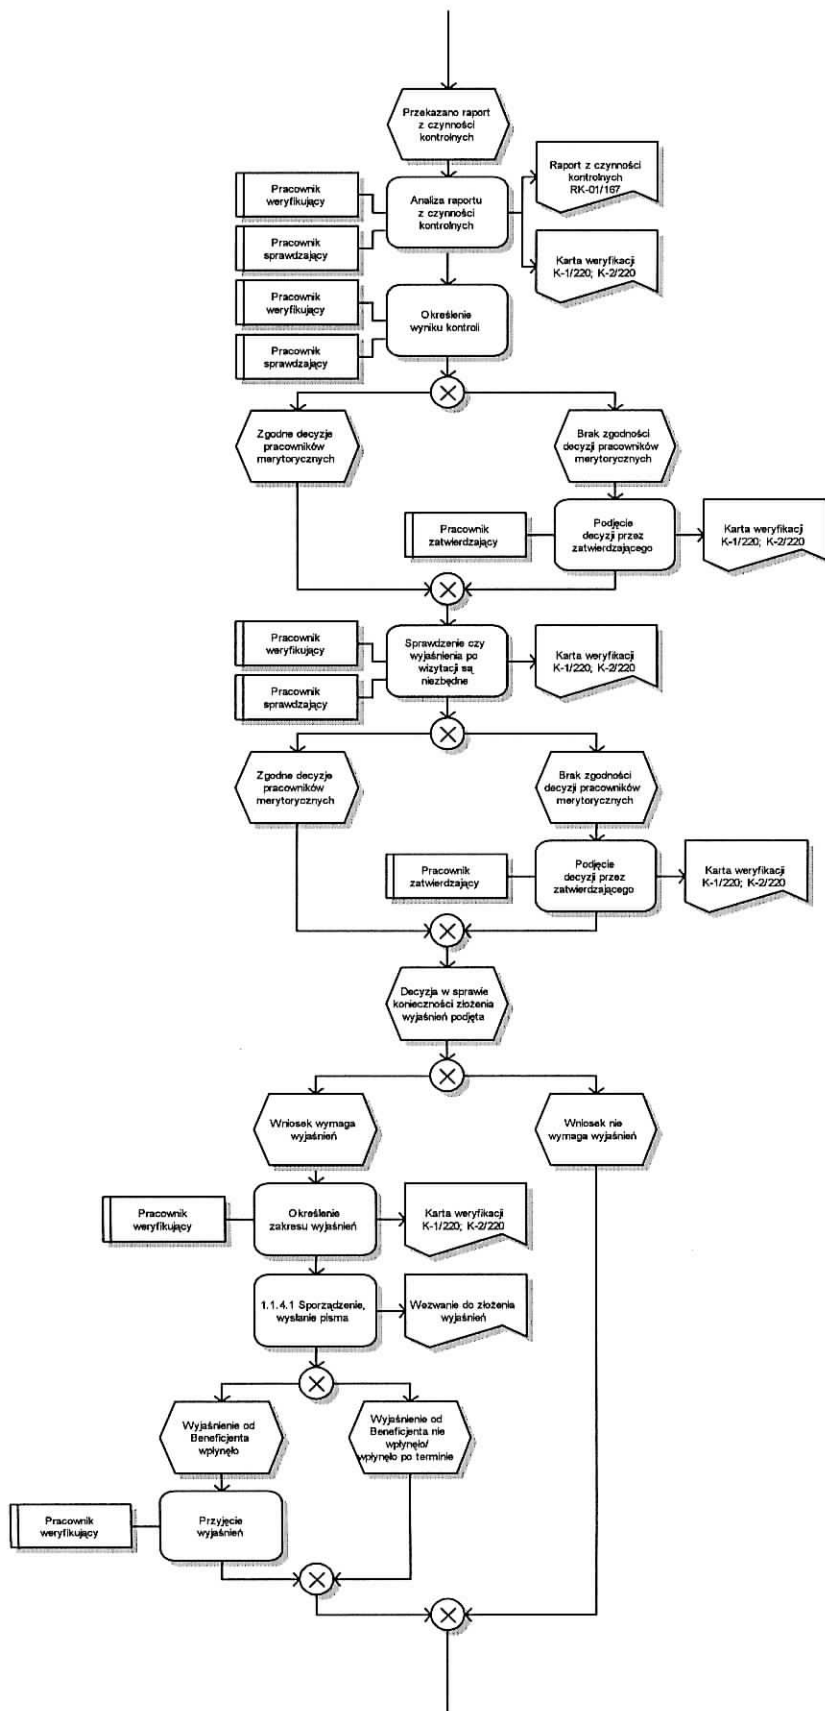 Przekazano raport
z czynności
kontrolnych
Raport z czynności
kontrolnych
RK-01/167
Pracownik
weryfikujący
Analiza raportu
z czynności
kontrolnych
Pracownik
sprawdzający
Karta weryfikacji
K-1/220; K-2/220
Pracownik
weryfikujący
Określenie
wyniku kontroli
Pracownik
sprawdzający
Zgodne decyzje
pracowników
merytorycznych
Brak zgodności
decyzji pracowników
merytorycznych
Pracownik
zatwierdzający
Podjęcie
decyzji przez
zatwierdzającego
Karta weryfikacji
K-1/220; K-2/220
Pracownik
weryfikujący
Sprawdzenie czy
wyjaśnienia po
wizytacji są
niezbędne
Karta weryfikacji
K-1/220; K-2/220
Pracownik
sprawdzający
Zgodne decyzje
pracowników
merytorycznych
Brak zgodności
decyzji pracowników
merytorycznych
Pracownik
zatwierdzający
Podjęcie
decyzji przez
zatwierdzającego
Karta weryfikacji
K-1/220; K-2/220
Decyzja w sprawie
konieczności złożenia
wyjaśnień podjęta
Wniosek wymaga
wyjaśnień
Wniosek nie
wymaga wyjaśnień
Pracownik
weryfikujący
Określenie
zakresu wyjaśnień
Karta weryfikacji
K-1/220; K-2/220
1.1.4.1 Sporządzenie,
wysłanie pisma
Wezwanie do złożenia
wyjaśnień
Wyjaśnienie od
Beneficjenta
wpłynęło
Wyjaśnienie od
Beneficjenta nie
wpłynęło/
wpłynęło po terminie
Pracownik
weryfikujący
Przyjęcie
wyjaśnień